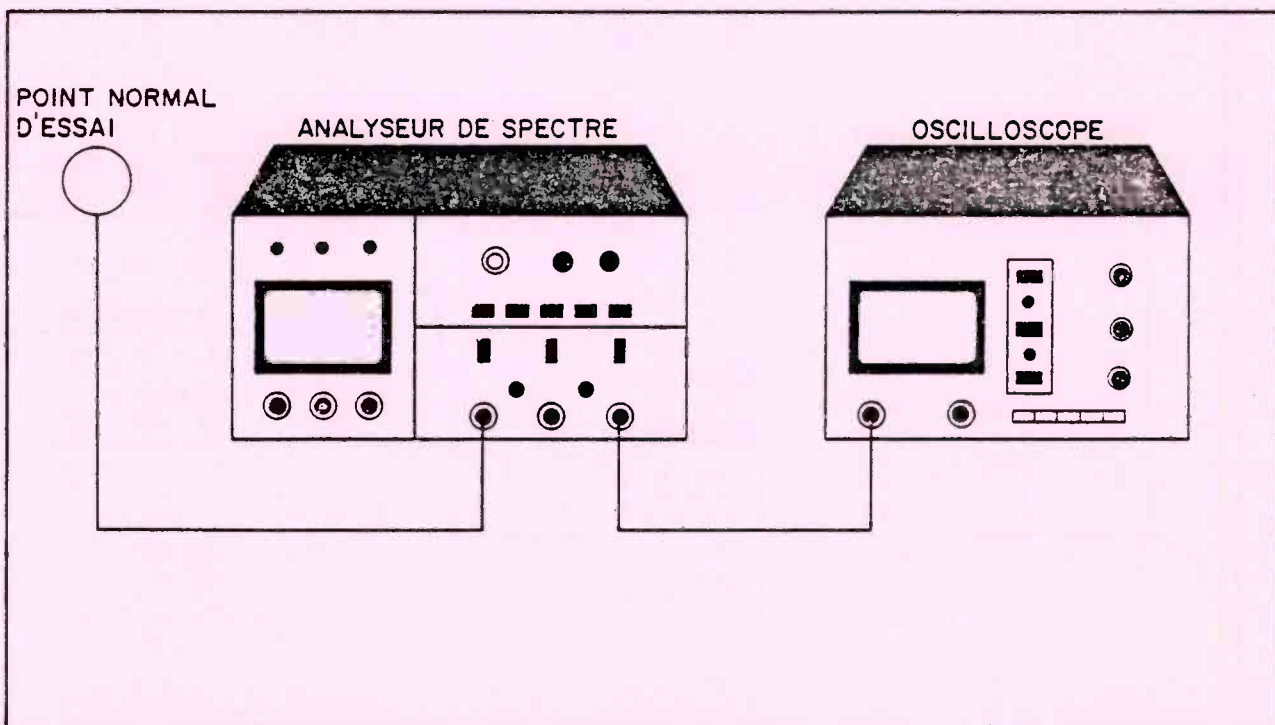 POINT NORMAL
D'ESSAI
ANALYSEUR DE SPECTRE
OSCILLOSCOPE